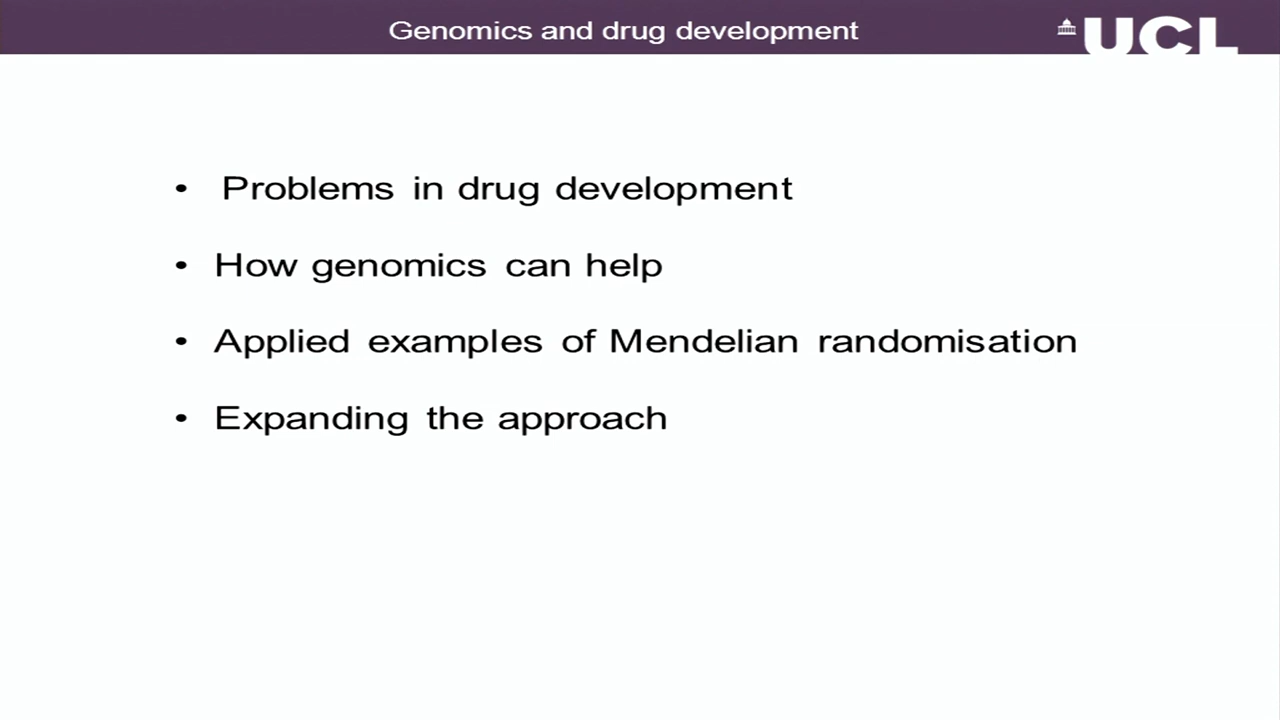 Genomics and drug development
UCL
• Problems in drug development
• How genomics can help
• Applied examples of Mendelian randomisation
• Expanding the approach